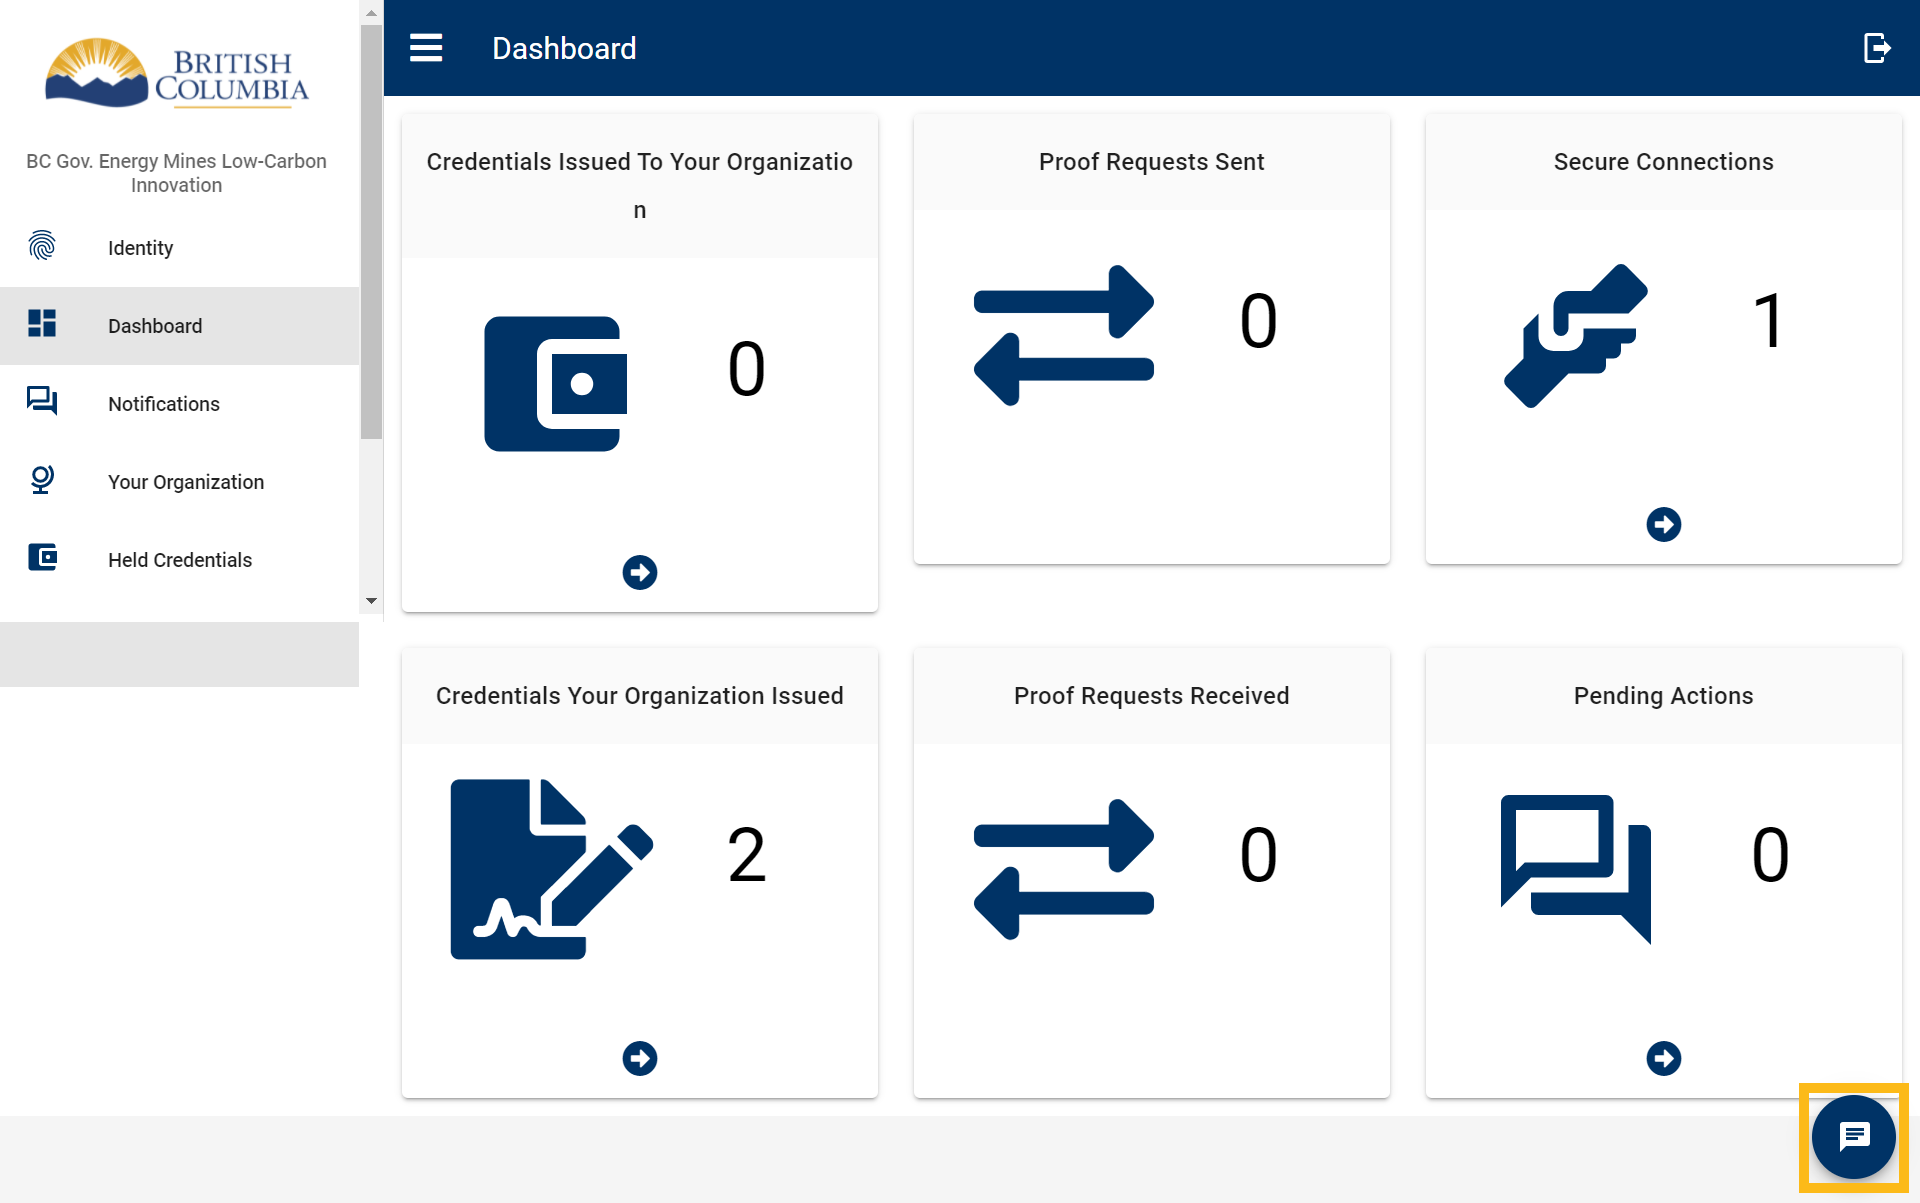 BRITISH
COLUMBIA
BC Gov. Energy Mines Low-Carbon
Innovation
Identity
Dashboard
Notifications
Your Organization
Held Credentials
Dashboard
Credentials Issued To Your Organizatio
n
0
Proof Requests Sent
0
Secure Connections
1
Credentials Your Organization Issued
2
Proof Requests Received
0
Pending Actions
0